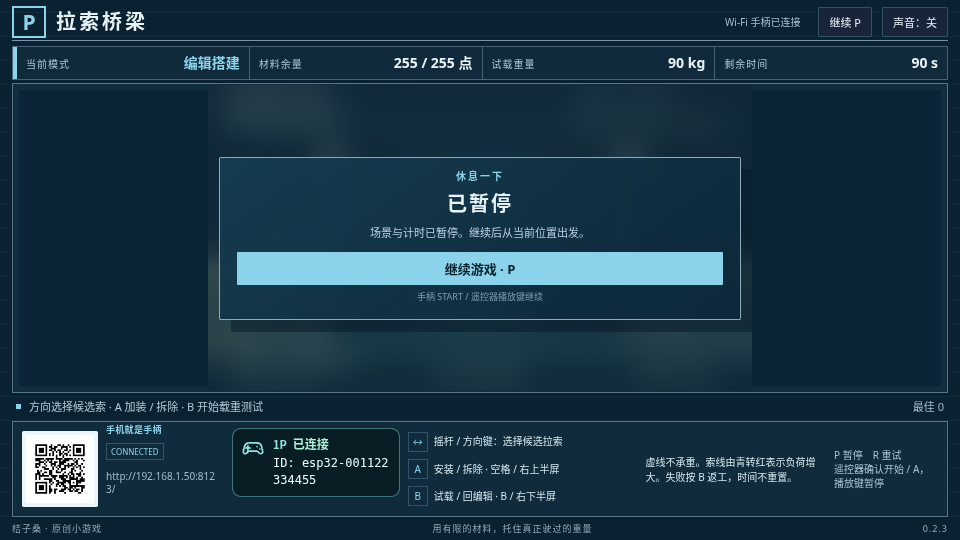 P 拉索桥梁
Wi-Fi 手柄已连接
继续 P
声音：关
当前模式 编辑搭建
材料余量 255 / 255 点
试载重量 90 kg
剩余时间 90 s
休息一下
已暂停
场景与计时已暂停。继续后从当前位置出发。
继续游戏 · P
手柄 START / 遥控器播放键继续
方向选择候选索 · A 加装 / 拆除 · B 开始载重测试
最佳 0
手机就是手柄
CONNECTED
http://192.168.1.50:812
3/
1P 已连接
ID: esp32-001122
334455
↔ 摇杆 / 方向键：选择候选拉索
A 安装 / 拆除 · 空格 / 右上半屏
B 试载 / 回编辑 · B / 右下半屏
虚线不承重。索线由青转红表示负荷增
大。失败按 B 返工，时间不重置。
P 暂停 R 重试
遥控器确认开始 / A，
播放键暂停
桔子桑 · 原创小游戏
用有限的材料，托住真正驶过的重量
0.2.3